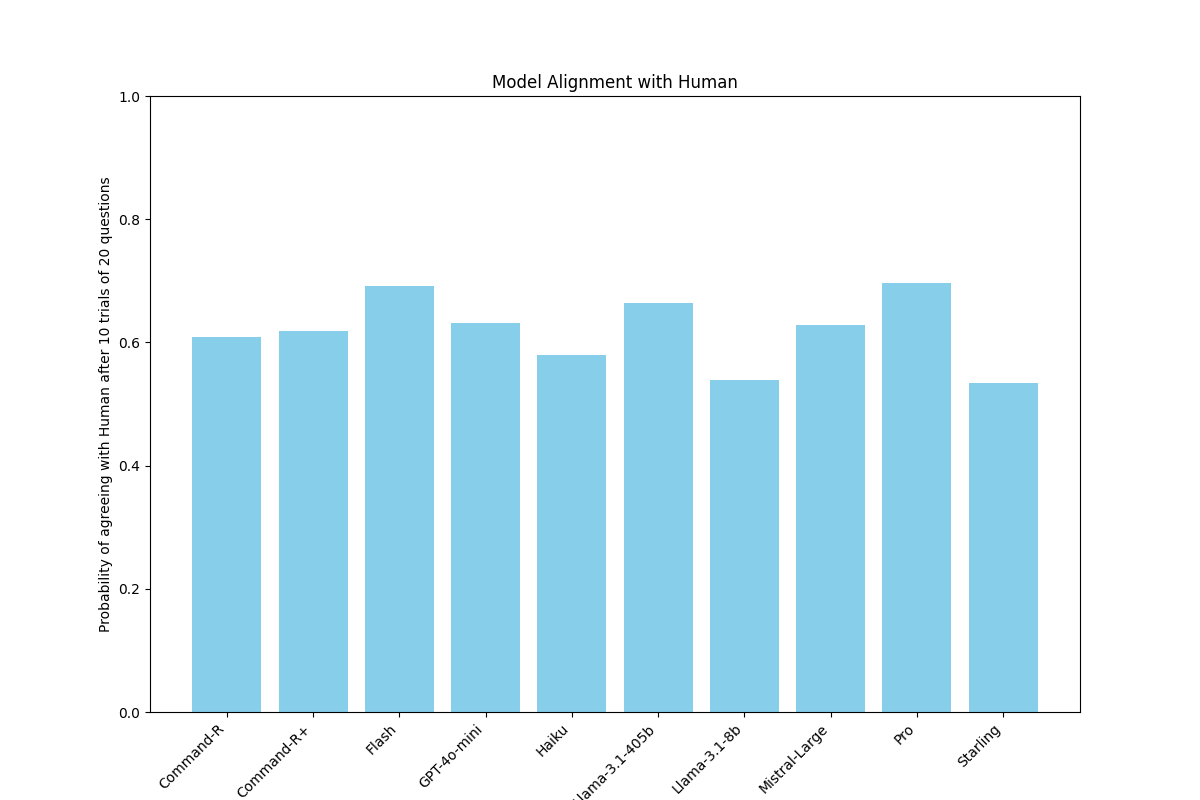 Model Alignment with Human
Probability of agreeing with Human after 10 trials of 20 questions
1.0
0.8
0.6
0.4
0.2
0.0
Command-R
Command-R+
Flash
GPT-4o-mini
Haiku
Llama-3.1-405b
Llama-3.1-8b
Mistral-Large
Pro
Starling